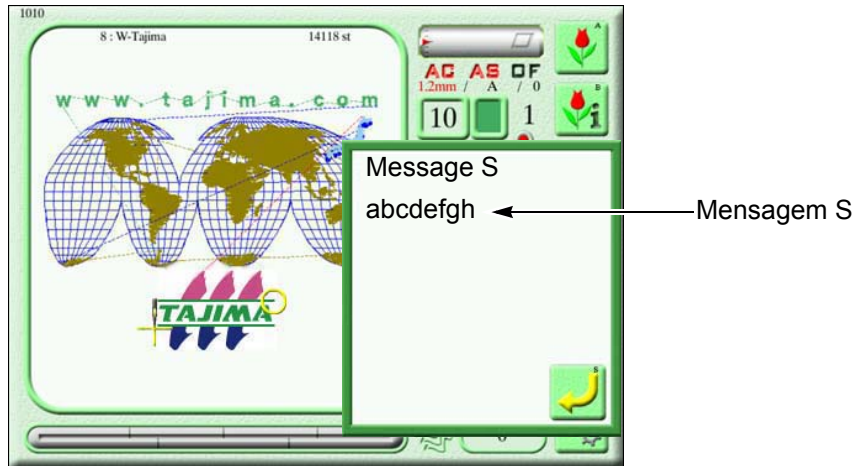 1010
8 : W-Tajima 14118 st
www.tajima.com
TAJIMA
A
AC AS OF
1.2mm / A / 0
10 1
B
i
Message S
abcdefgh
Mensagem S
S